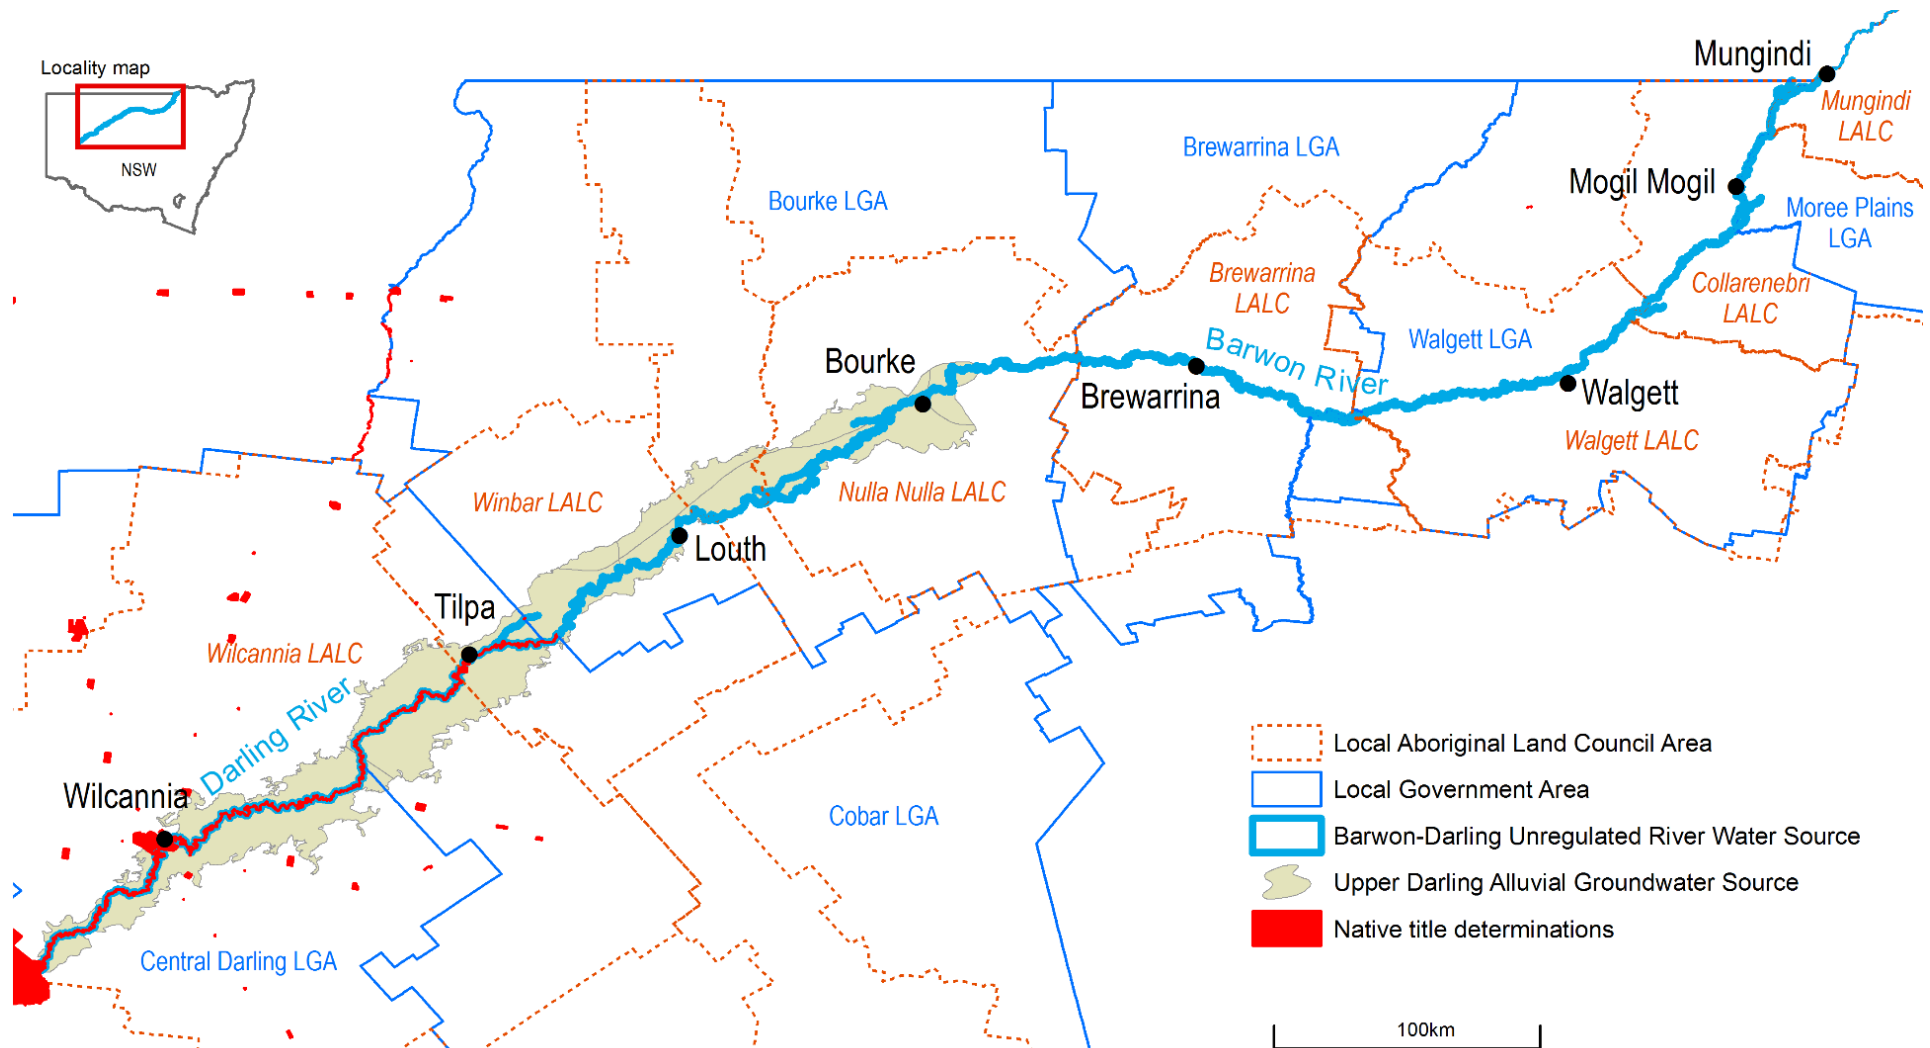 Locality map
NSW
Mungindi
Mungindi
LALC
Brewarrina LGA
Mogil Mogil
Bourke LGA
Moree Plains
LGA
Brewarrina
LALC
Collarenebri
LALC
Barwon River
Walgett LGA
Bourke
Brewarrina
Walgett
Walgett LALC
Winbar LALC
Nulla Nulla LALC
Louth
Tilpa
Wilcannia LALC
Darling River
Wilcannia
Cobar LGA
Central Darling LGA
Local Aboriginal Land Council Area
Local Government Area
Barwon-Darling Unregulated River Water Source
Upper Darling Alluvial Groundwater Source
Native title determinations
100km